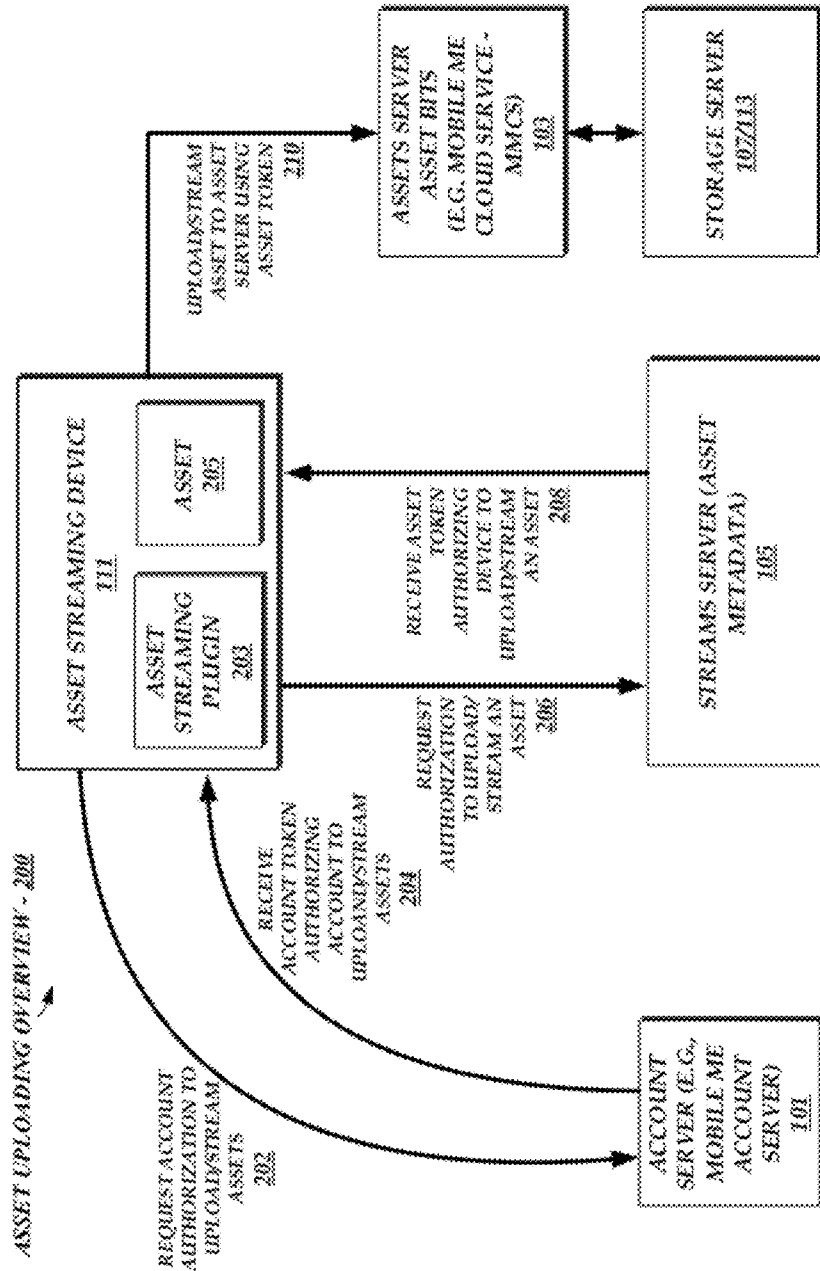 ASSET UPLOADING OVERVIEW - 200
REQUEST ACCOUNT
AUTHORIZATION TO
UPLOAD/STREAM
ASSETS
202
RECEIVE
ACCOUNT TOKEN
AUTHORIZING
ACCOUNT TO
UPLOAND/STREAM
ASSETS
204
ACCOUNT
SERVER (E.G.,
MOBILE ME
ACCOUNT
SERVER)
101
ASSET STREAMING DEVICE
111
ASSET
STREAMING
PLUGIN
203
ASSET
205
REQUEST
AUTHORIZATION
TO UPLOAD/
STREAM AN
ASSET
206
RECEIVE ASSET
TOKEN
AUTHORIZING
DEVICE TO
UPLOAD/STREAM
AN ASSET
208
STREAMS SERVER (ASSET
METADATA)
105
UPLOAD/STREAM
ASSET TO ASSET
SERVER USING
ASSET TOKEN
210
ASSETS SERVER
ASSET BITS
(E.G. MOBILE ME
CLOUD SERVICE ~
MMCS)
103
STORAGE SERVER
107/113